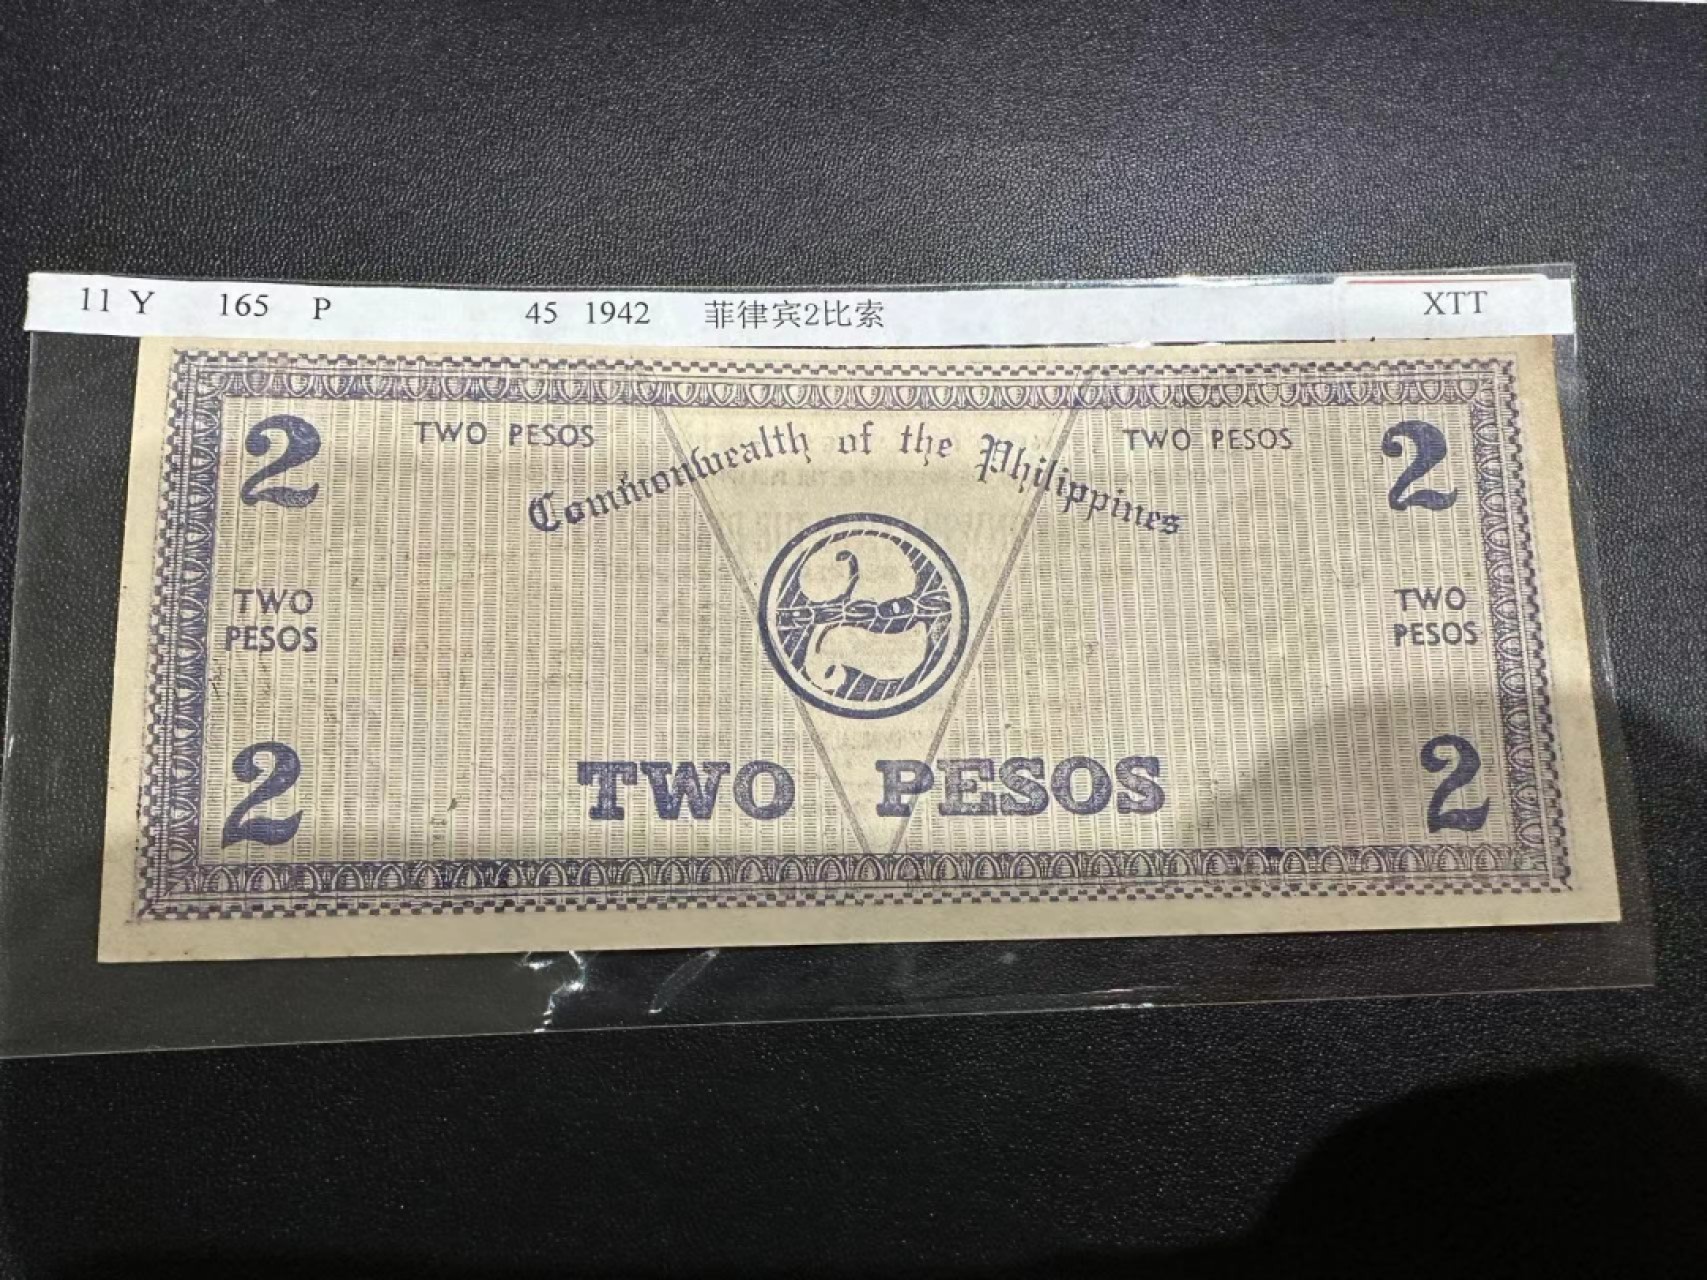 11 Y 165 P 45 1942 菲律宾2比索 XTT
2 TWO PESOS Commonwealth of the Philippines TWO PESOS 2
TWO
PESOS
2
TWO
PESOS
2 TWO PESOS 2